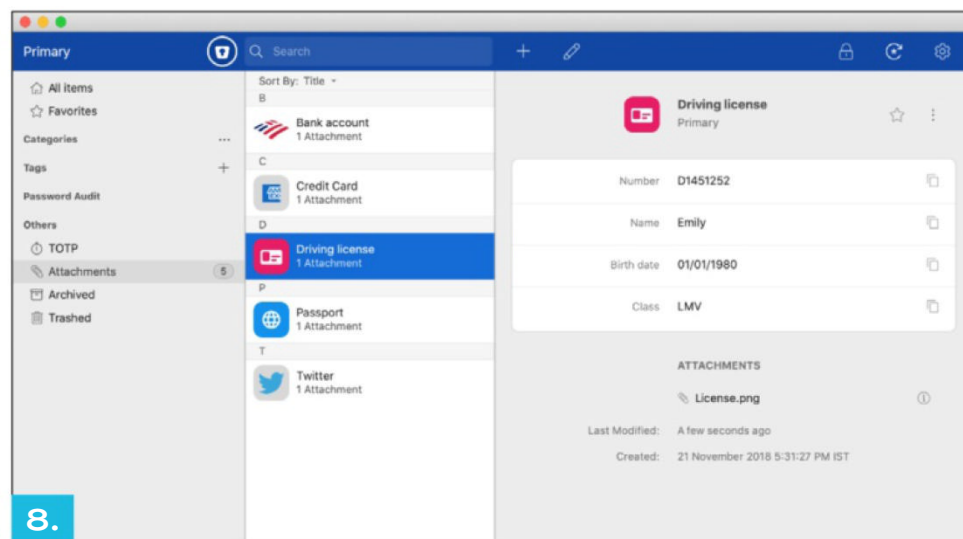 Primary
Search
All items
Favorites
Categories
Tags
Password Audit
Others
TOTP
Attachments 5
Archived
Trashed
Sort By: Title
B
Bank account
1 Attachment
C
Credit Card
1 Attachment
D
Driving license
1 Attachment
P
Passport
1 Attachment
T
Twitter
1 Attachment
Driving license
Primary
Number D1451252
Name Emily
Birth date 01/01/1980
Class LMV
ATTACHMENTS
License.png
Last Modified: A few seconds ago
Created: 21 November 2018 5:31:27 PM IST
8.